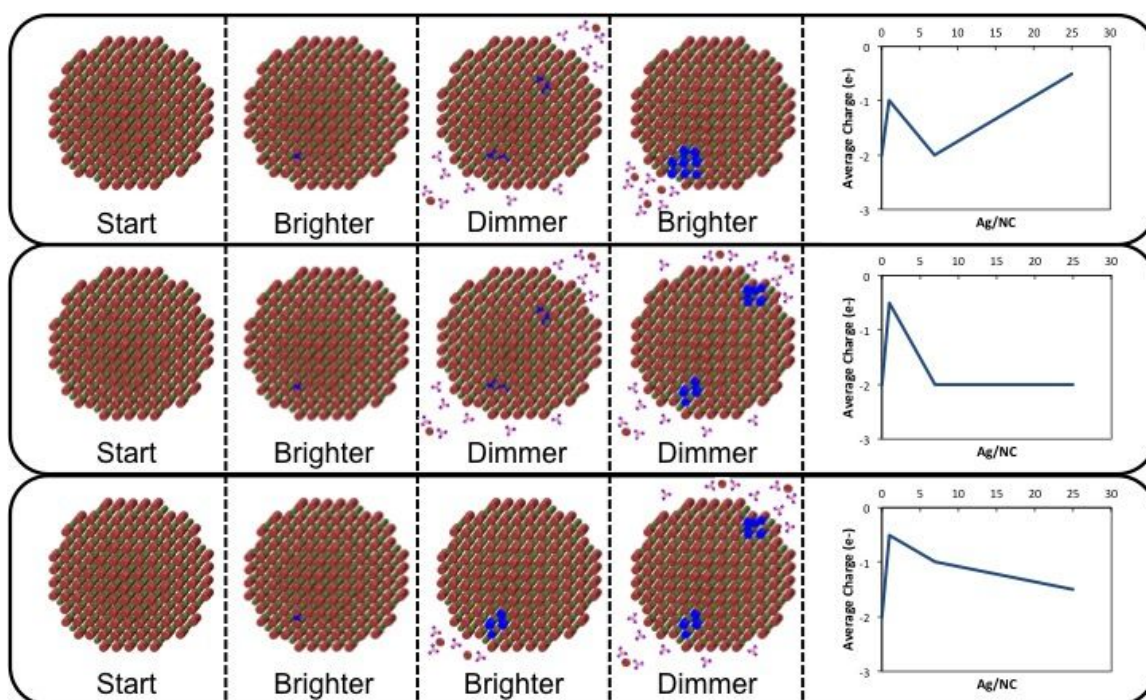 0 5 10 15 20 25 30
0
-1
-2
-3
Average Charge (e-)
Ag/NC
Start Brighter Dimmer Brighter
0 5 10 15 20 25 30
0
-1
-2
-3
Average Charge (e-)
Ag/NC
Start Brighter Dimmer Dimmer
0 5 10 15 20 25 30
0
-1
-2
-3
Average Charge (e-)
Ag/NC
Start Brighter Brighter Dimmer